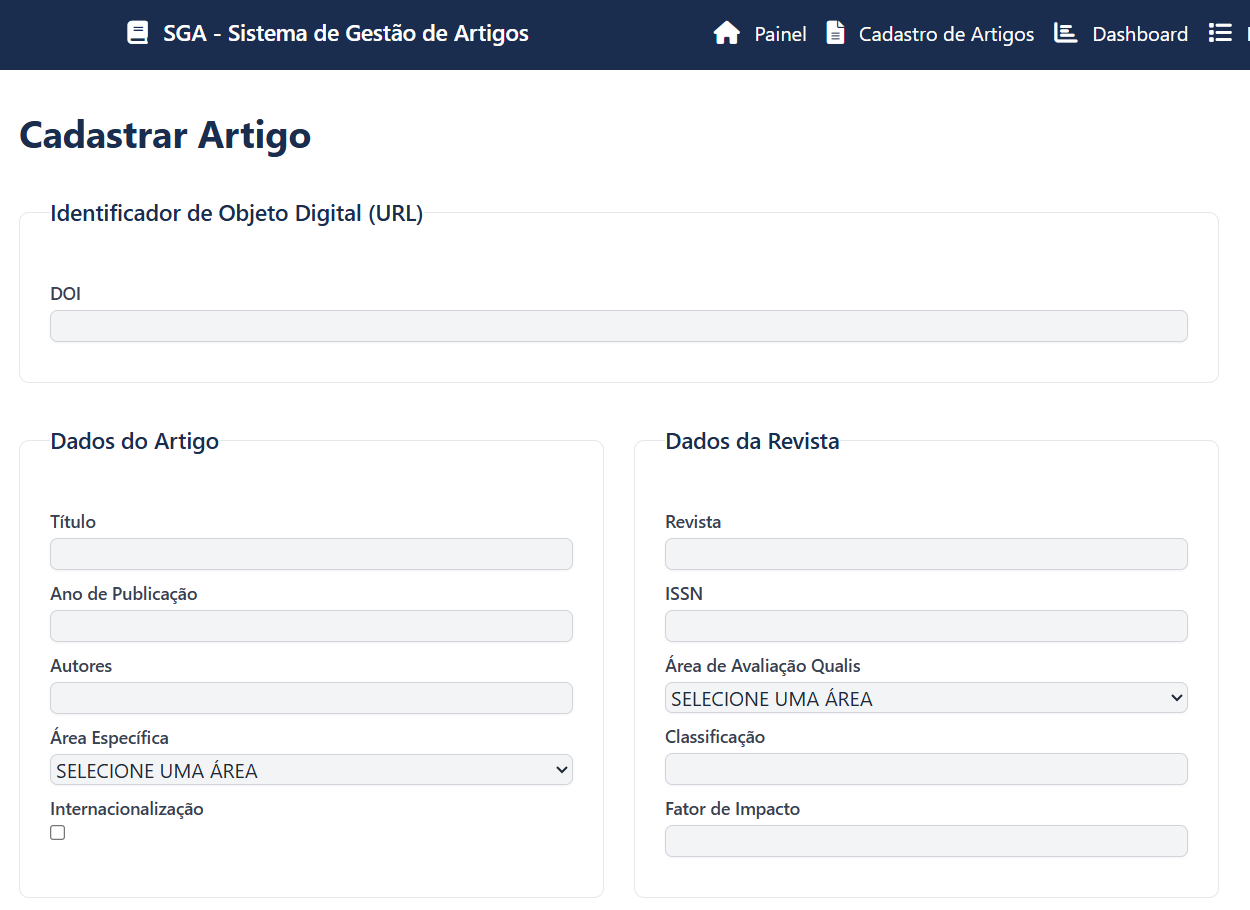 SGA - Sistema de Gestão de Artigos
Painel
Cadastro de Artigos
Dashboard
Cadastrar Artigo
Identificador de Objeto Digital (URL)
DOI
Dados do Artigo
Título
Ano de Publicação
Autores
Área Específica
SELECIONE UMA ÁREA
Internacionalização
Dados da Revista
Revista
ISSN
Área de Avaliação Qualis
SELECIONE UMA ÁREA
Classificação
Fator de Impacto